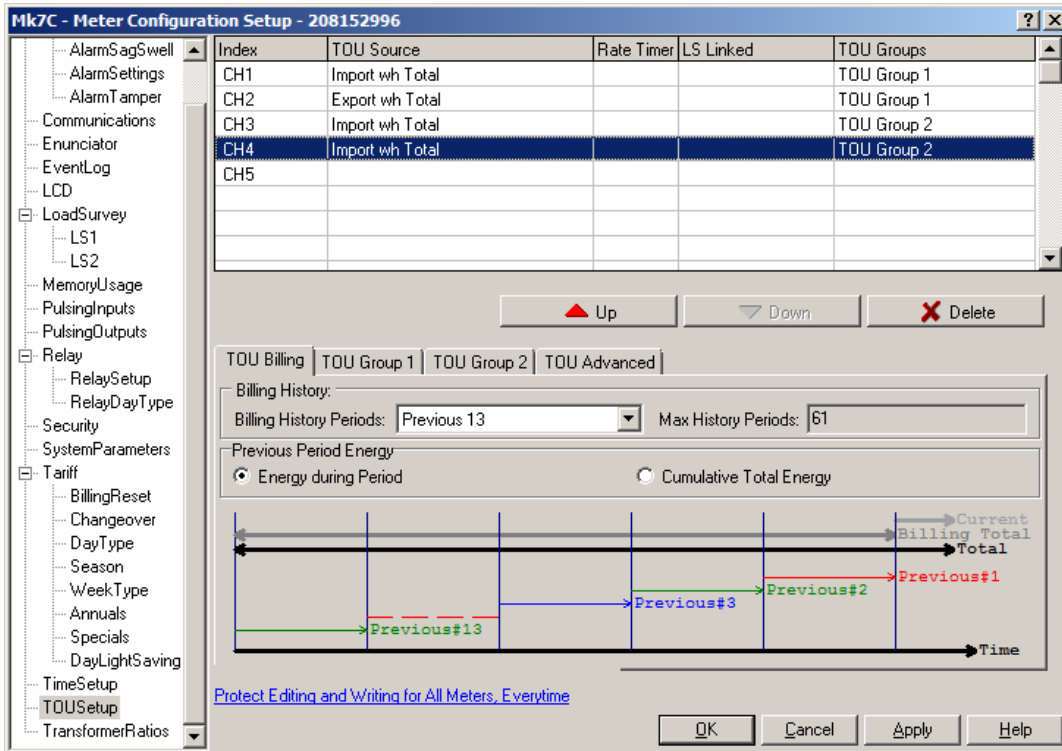 Mk7C - Meter Configuration Setup - 208152996
AlarmSagSwell
AlarmSettings
AlarmTamper
Communications
Enunciator
EventLog
LCD
LoadSurvey
LS1
LS2
MemoryUsage
PulsingInputs
PulsingOutputs
Relay
RelaySetup
RelayDayType
Security
SystemParameters
Tariff
BillingReset
Changeover
DayType
Season
WeekType
Annuals
Specials
DayLightSaving
TimeSetup
TOUSetup
TransformerRatios
Index TOU Source Rate Timer LS Linked TOU Groups
CH1 Import wh Total TOU Group 1
CH2 Export wh Total TOU Group 1
CH3 Import wh Total TOU Group 2
CH4 Import wh Total TOU Group 2
CH5
Up Down Delete
TOU Billing TOU Group 1 TOU Group 2 TOU Advanced
Billing History:
Billing History Periods: Previous 13 Max History Periods: 61
Previous Period Energy
Energy during Period Cumulative Total Energy
Current
Billing Total
Total
Previous#1
Previous#2
Previous#3
Previous#13
Time
Protect Editing and Writing for All Meters, Everytime
OK Cancel Apply Help